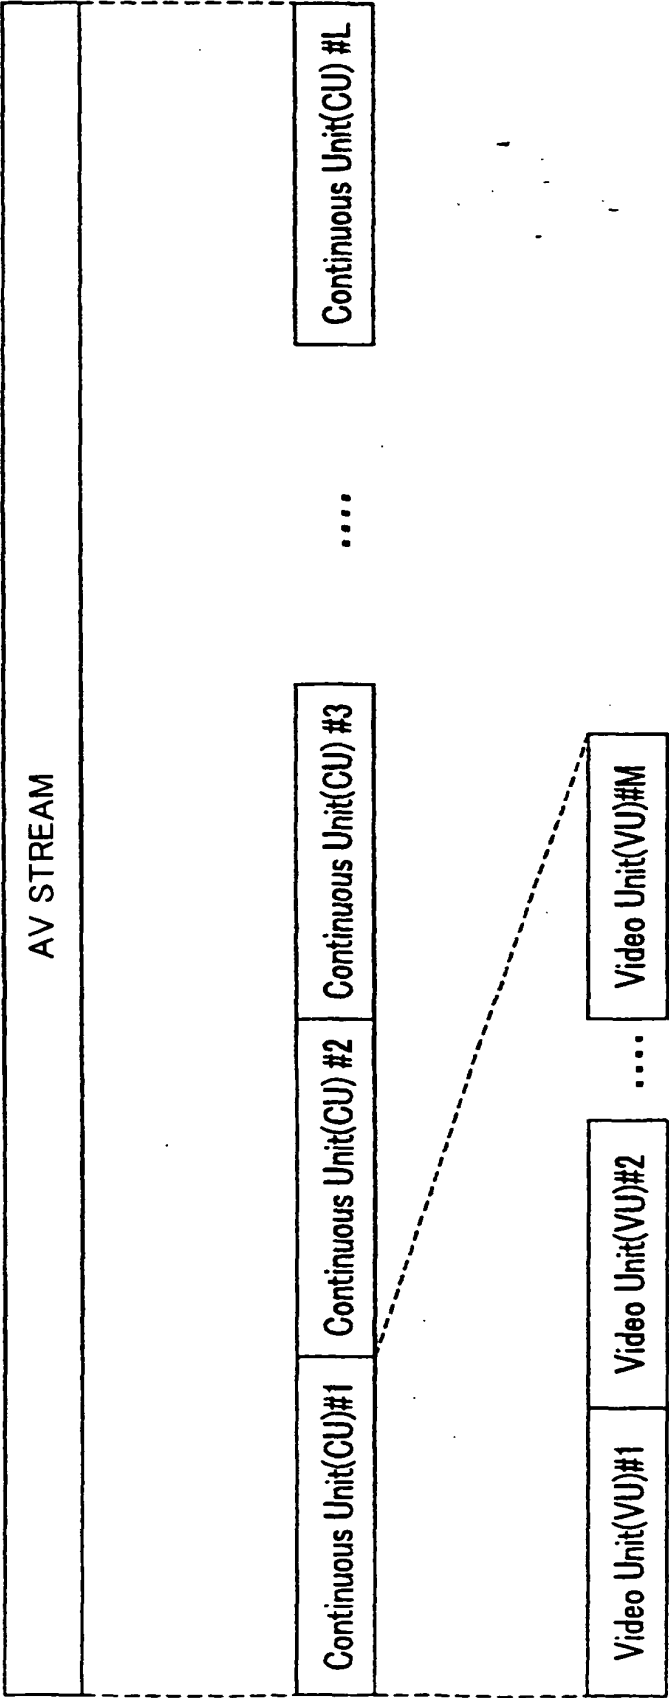 AV STREAM
Continuous Unit(CU)#1
Continuous Unit(CU) #2
Continuous Unit(CU) #3
....
Continuous Unit(CU) #L
Video Unit(VU)#1
Video Unit(VU)#2
....
Video Unit(VU)#M